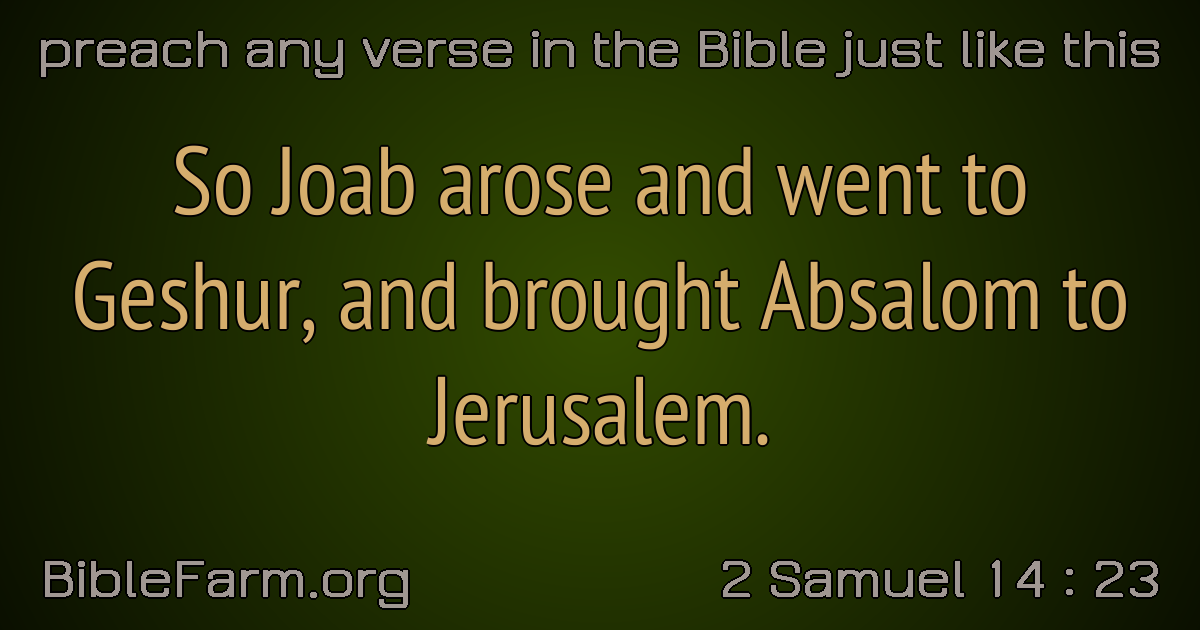 preach any verse in the Bible just like this
So Joab arose and went to
Geshur, and brought Absalom to
Jerusalem.
BibleFarm.org
2 Samuel 14 : 23